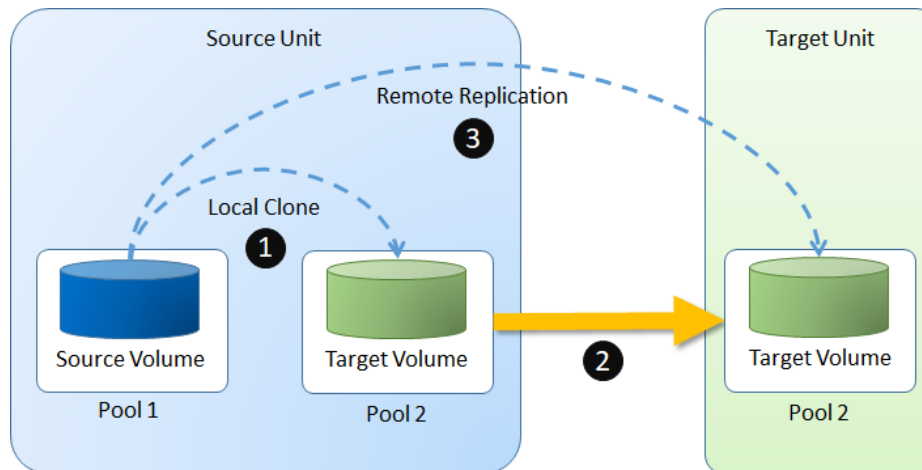 Source Unit
Target Unit
Remote Replication
3
Local Clone
1
Source Volume
Target Volume
2
Target Volume
Pool 1
Pool 2
Pool 2